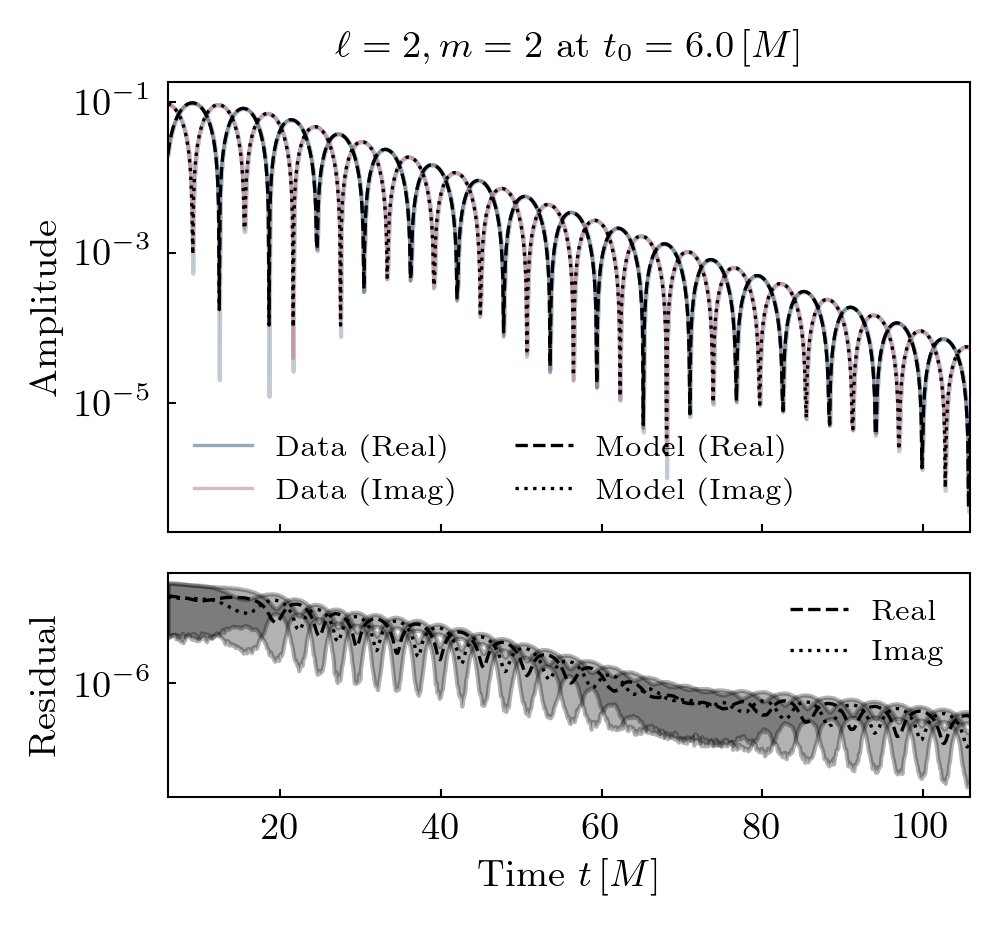 ℓ = 2, m = 2 at t₀ = 6.0 [M]
10⁻¹
10⁻³
10⁻⁵
Amplitude
Data (Real)
Data (Imag)
Model (Real)
Model (Imag)
Real
Imag
10⁻⁶
Residual
20 40 60 80 100
Time t [M]